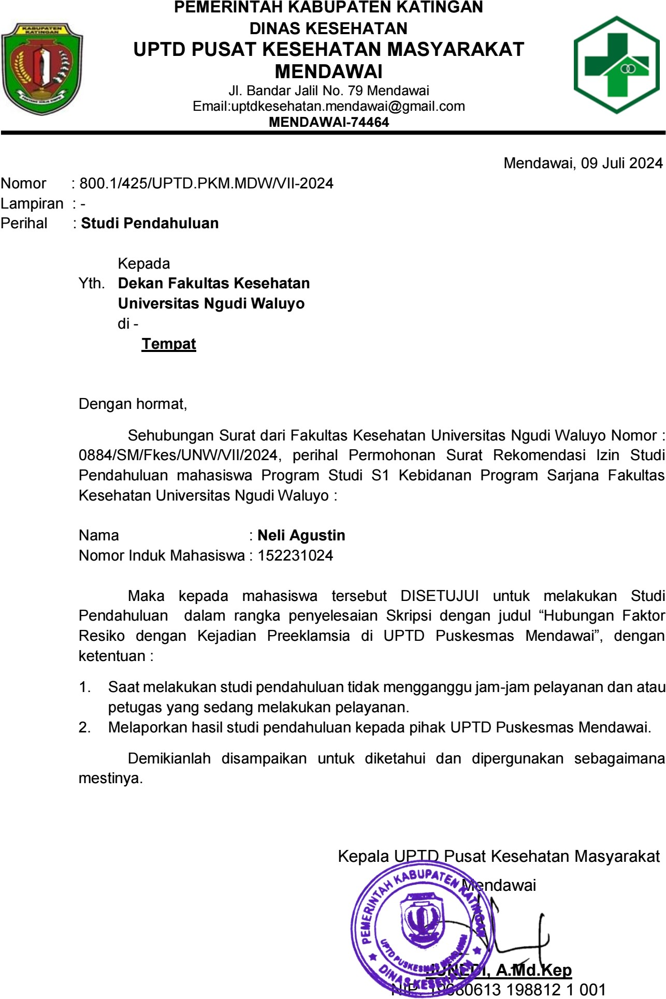 PEMERINTAH KABUPATEN KATINGAN
DINAS KESEHATAN
UPTD PUSAT KESEHATAN MASYARAKAT
MENDAWAI
Jl. Bandar Jalil No. 79 Mendawai
Email:uptdkesehatan.mendawai@gmail.com
MENDAWAI-74464
KABUPATEN
KATINGAN
Mendawai, 09 Juli 2024
Nomor : 800.1/425/UPTD.PKM.MDW/VII-2024
Lampiran : -
Perihal : Studi Pendahuluan
Kepada
Yth. Dekan Fakultas Kesehatan
Universitas Ngudi Waluyo
di -
Tempat
Dengan hormat,
Sehubungan Surat dari Fakultas Kesehatan Universitas Ngudi Waluyo Nomor :
0884/SM/Fkes/UNW/VII/2024, perihal Permohonan Surat Rekomendasi Izin Studi
Pendahuluan mahasiswa Program Studi S1 Kebidanan Program Sarjana Fakultas
Kesehatan Universitas Ngudi Waluyo :
Nama : Neli Agustin
Nomor Induk Mahasiswa : 152231024
Maka kepada mahasiswa tersebut DISETUJUI untuk melakukan Studi
Pendahuluan dalam rangka penyelesaian Skripsi dengan judul “Hubungan Faktor
Resiko dengan Kejadian Preeklamsia di UPTD Puskesmas Mendawai”, dengan
ketentuan :
1. Saat melakukan studi pendahuluan tidak mengganggu jam-jam pelayanan dan atau
petugas yang sedang melakukan pelayanan.
2. Melaporkan hasil studi pendahuluan kepada pihak UPTD Puskesmas Mendawai.
Demikianlah disampaikan untuk diketahui dan dipergunakan sebagaimana
mestinya.
Kepala UPTD Pusat Kesehatan Masyarakat
Mendawai
PEMERINTAH KABUPATEN KATINGAN
UPTD PUSKESMAS MENDAWAI
DINAS KESEHATAN
JUNEDI, A.Md.Kep
NIP. 19680613 198812 1 001